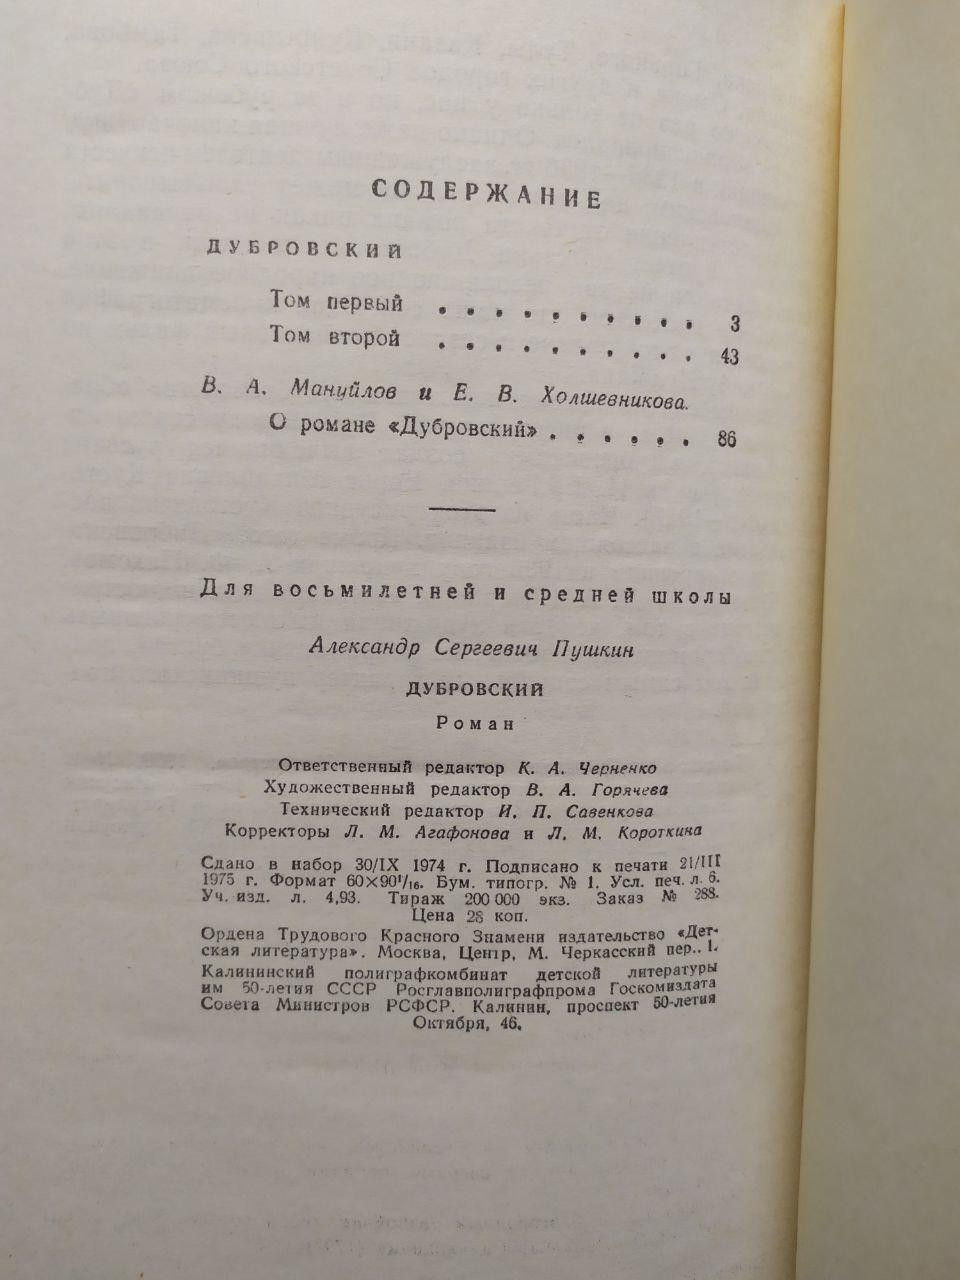 СОДЕРЖАНИЕ
ДУБРОВСКИЙ
Том первый . . . . . . . . . . 3
Том второй . . . . . . . . . . 43
В. А. Мануйлов и Е. В. Холшевникова.
О романе «Дубровский» . . . . . . 86
Для восьмилетней и средней школы
Александр Сергеевич Пушкин
ДУБРОВСКИЙ
Роман
Ответственный редактор К. А. Черненко
Художественный редактор В. А. Горячева
Технический редактор И. П. Савенкова
Корректоры Л. М. Агафонова и Л. М. Короткина
Сдано в набор 30/IX 1974 г. Подписано к печати 21/III
1975 г. Формат 60×90¹/₁₆. Бум. типогр. № 1. Усл. печ. л. 6.
Уч. изд. л. 4,93. Тираж 200 000 экз. Заказ № 288.
Цена 28 коп.
Ордена Трудового Красного Знамени издательство «Дет-
ская литература». Москва, Центр, М. Черкасский пер., 1.
Калининский полиграфкомбинат детской литературы
им 50-летия СССР Росглавполиграфпрома Госкомиздата
Совета Министров РСФСР. Калинин, проспект 50-летия
Октября, 46.